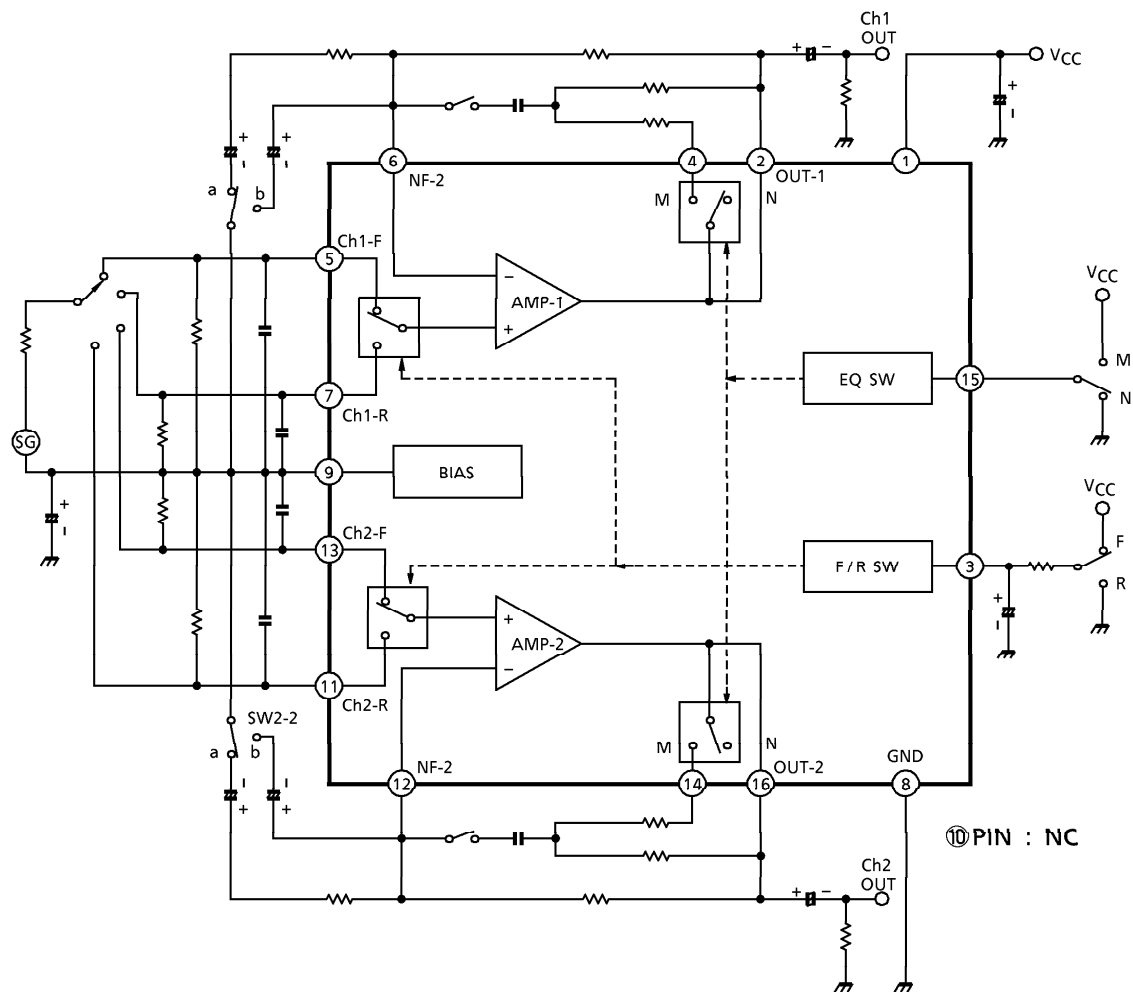 Ch1
OUT
+ −
VCC
+
−
+
−
+
−
a
b
6
NF-2
4
2
OUT-1
1
M
N
Ch1-F
5
−
AMP-1
+
VCC
M
N
EQ SW
15
7
Ch1-R
SG
9
BIAS
+
−
VCC
F
R
Ch2-F
13
F/R SW
3
+
−
+
AMP-2
−
11
Ch2-R
SW2-2
a
b
M
N
NF-2
OUT-2
GND
12
14
16
8
−
+
−
+
⑩PIN : NC
Ch2
OUT
+ −